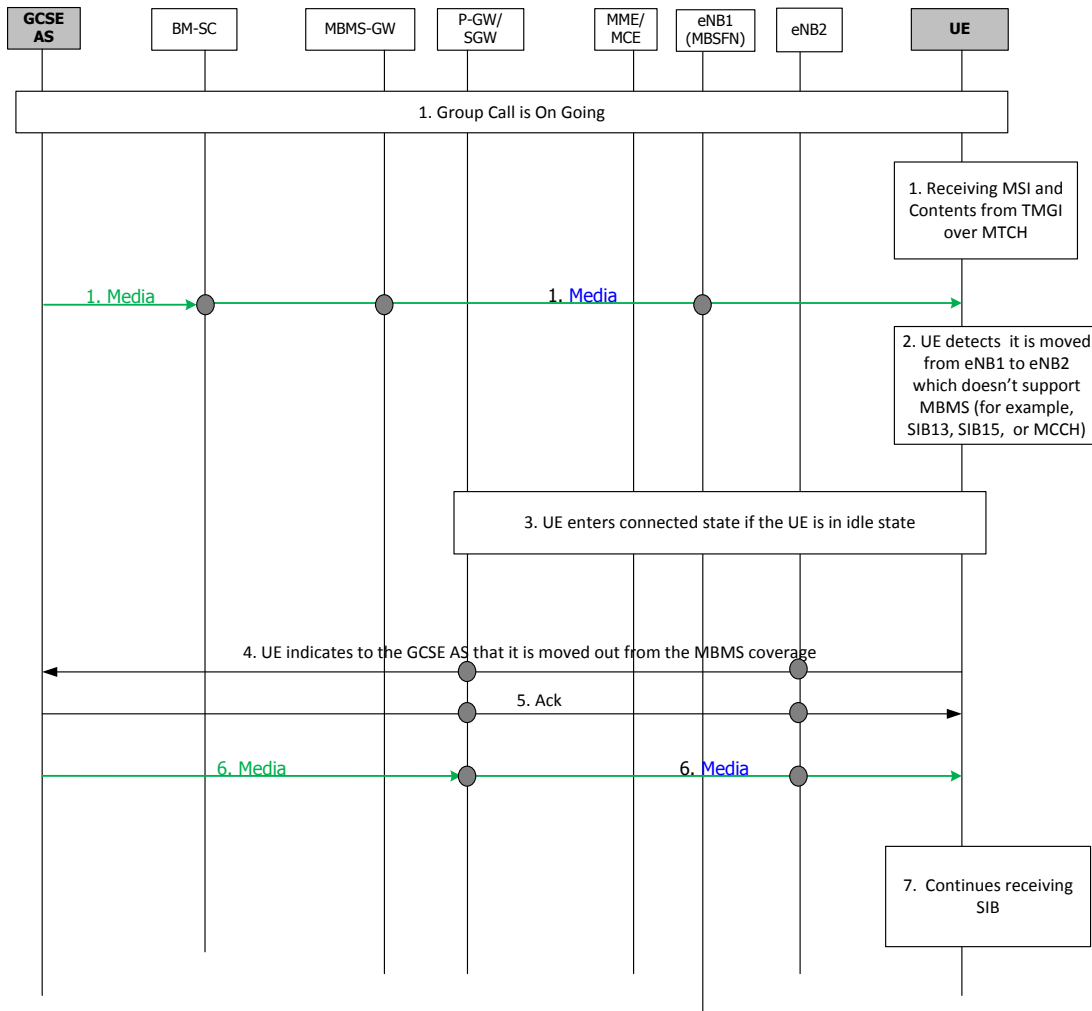 GCSE
AS
BM-SC
MBMS-GW
P-GW/
SGW
MME/
MCE
eNB1
(MBSFN)
eNB2
UE
1. Group Call is On Going
1. Receiving MSI and
Contents from TMGI
over MTCH
1. Media
1. Media
2. UE detects it is moved
from eNB1 to eNB2
which doesn't support
MBMS (for example,
SIB13, SIB15, or MCCH)
3. UE enters connected state if the UE is in idle state
4. UE indicates to the GCSE AS that it is moved out from the MBMS coverage
5. Ack
6. Media
6. Media
7. Continues receiving
SIB